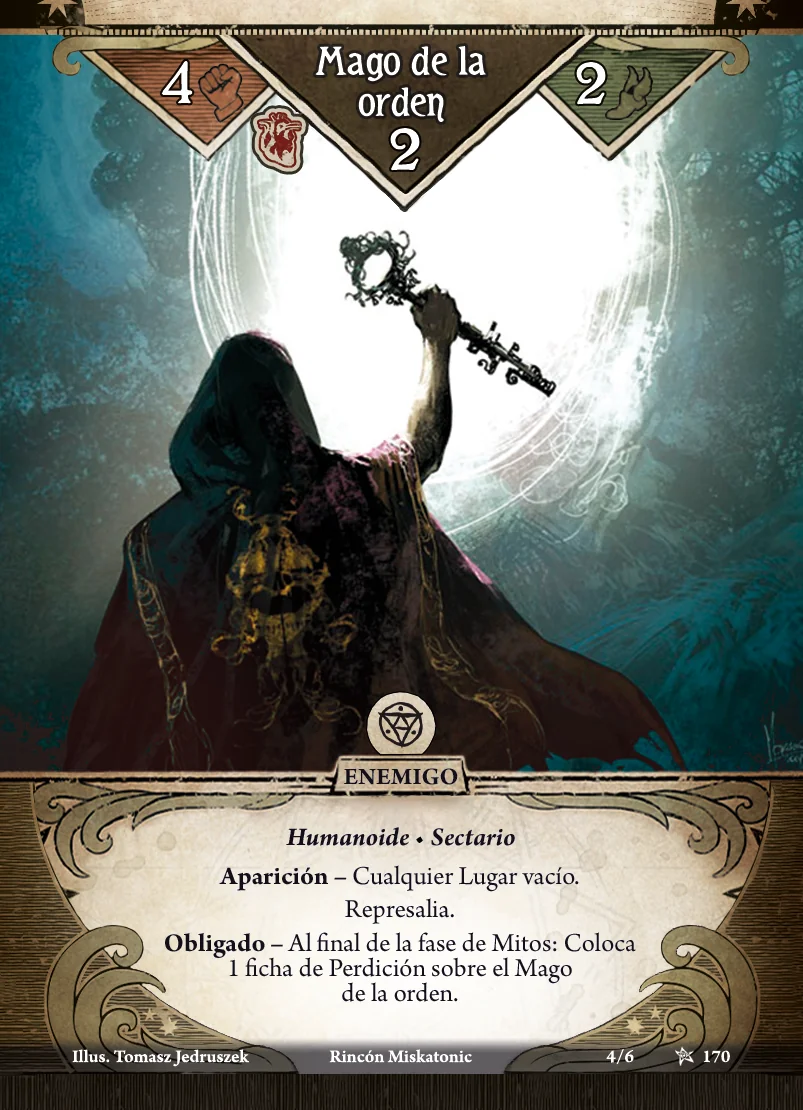 4
Mago de la
orden
2
2
ENEMIGO
Humanoide • Sectario
Aparición – Cualquier Lugar vacío.
Represalia.
Obligado – Al final de la fase de Mitos: Coloca
1 ficha de Perdición sobre el Mago
de la orden.
Illus. Tomasz Jedruszek Rincón Miskatonic 4/6 170